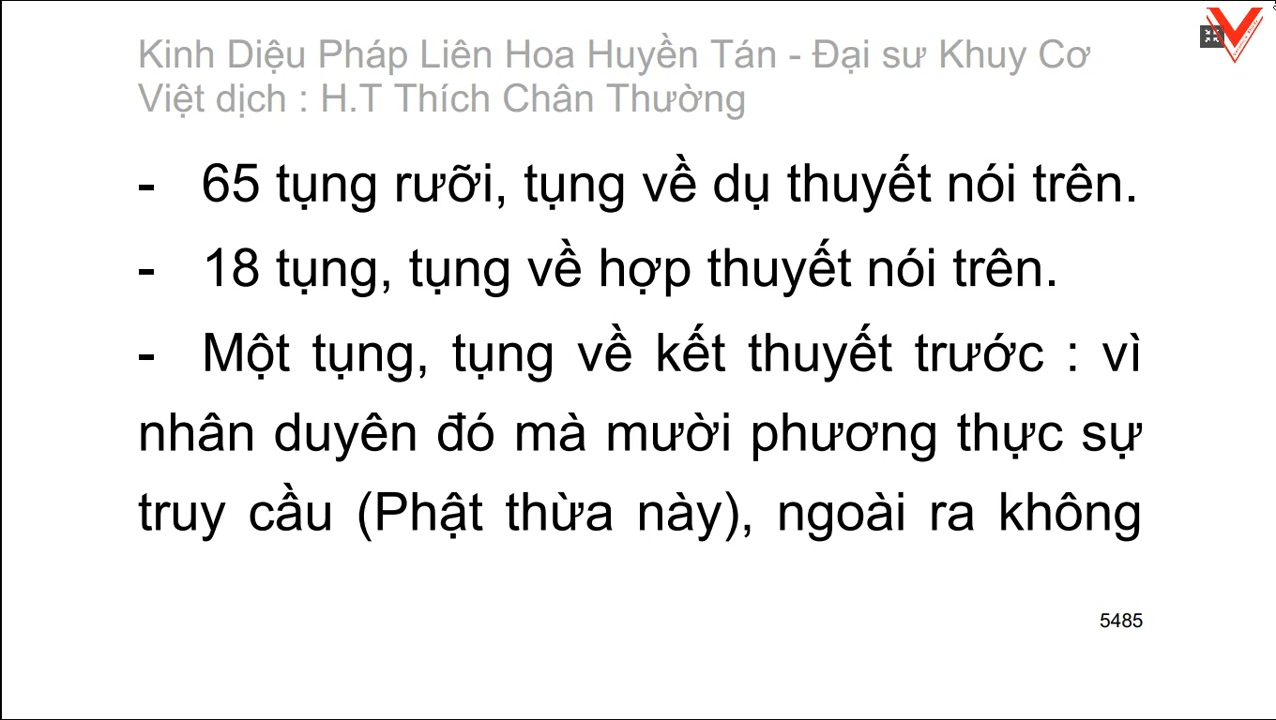 Kinh Diệu Pháp Liên Hoa Huyền Tán - Đại sư Khuy Cơ
Việt dịch : H.T Thích Chân Thường
- 65 tụng rưỡi, tụng về dụ thuyết nói trên.
- 18 tụng, tụng về hợp thuyết nói trên.
- Một tụng, tụng về kết thuyết trước : vì
nhân duyên đó mà mười phương thực sự
truy cầu (Phật thừa này), ngoài ra không
5485